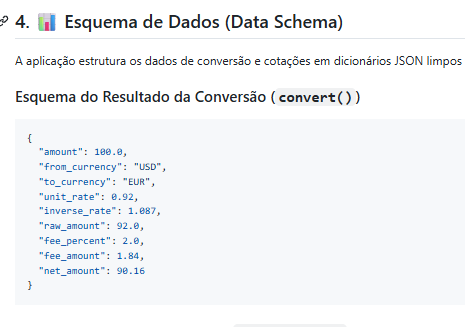 4. 📊 Esquema de Dados (Data Schema)
A aplicação estrutura os dados de conversão e cotações em dicionários JSON limpos
Esquema do Resultado da Conversão (convert())
{
  "amount": 100.0,
  "from_currency": "USD",
  "to_currency": "EUR",
  "unit_rate": 0.92,
  "inverse_rate": 1.087,
  "raw_amount": 92.0,
  "fee_percent": 2.0,
  "fee_amount": 1.84,
  "net_amount": 90.16
}